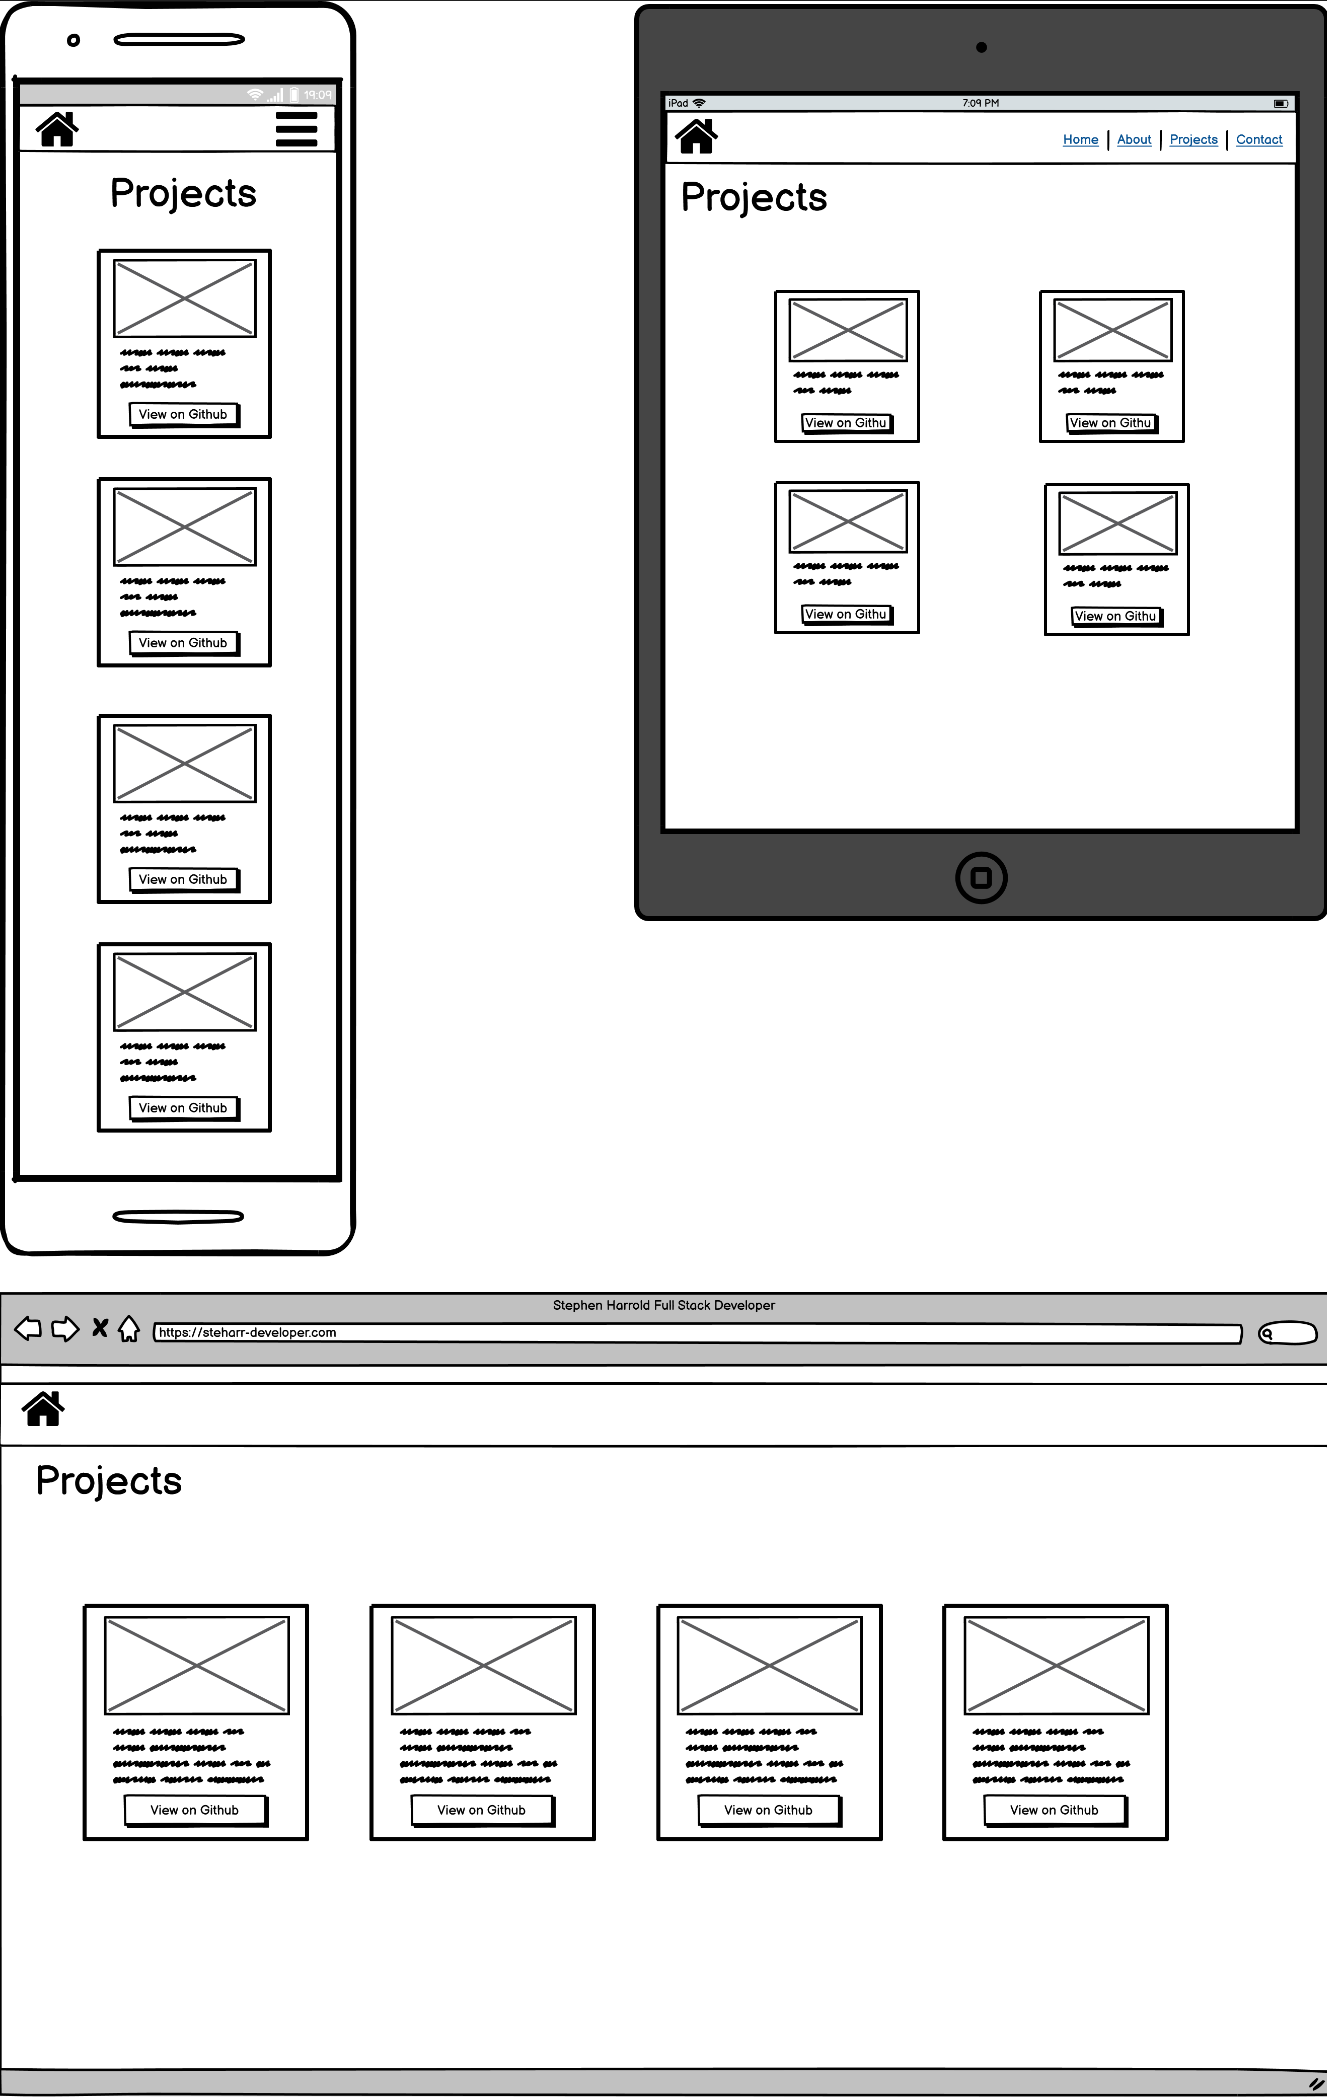 19:09
Projects
View on Github
View on Github
View on Github
View on Github
iPad 7:09 PM
Home | About | Projects | Contact
Projects
View on Githu View on Githu
View on Githu View on Githu
Stephen Harrold Full Stack Developer
https://steharr-developer.com
Projects
View on Github View on Github View on Github View on Github